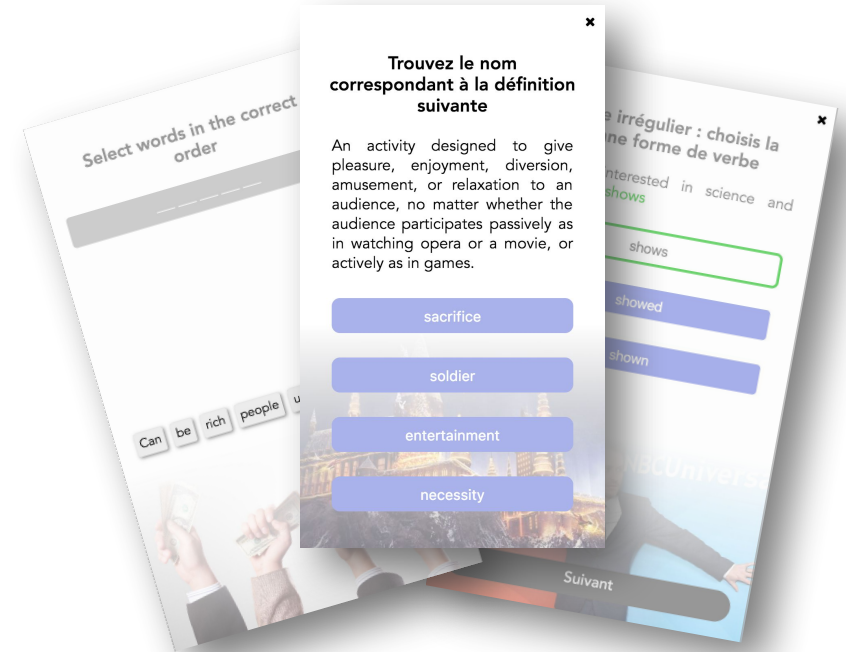 Select words in the correct
order
_ _ _ _ _
Can be rich people u
Trouvez le nom
correspondant à la définition
suivante
An activity designed to give
pleasure, enjoyment, diversion,
amusement, or relaxation to an
audience, no matter whether the
audience participates passively as
in watching opera or a movie, or
actively as in games.
sacrifice
soldier
entertainment
necessity
e irrégulier : choisis la
ne forme de verbe
nterested in science and
shows
shows
showed
shown
NBCUnivers
Suivant